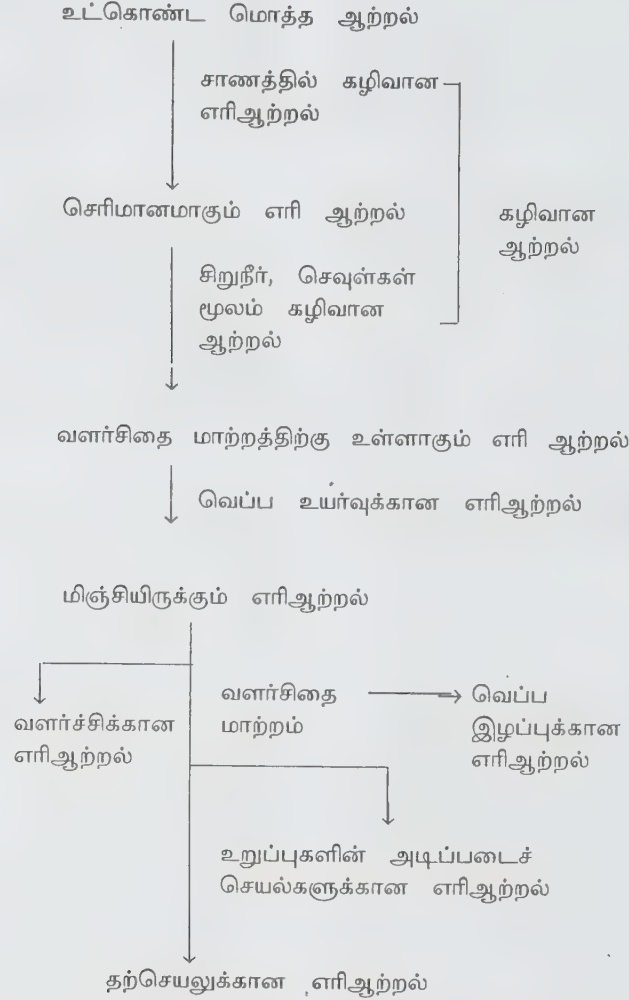 உட்கொண்ட மொத்த ஆற்றல்
சாணத்தில் கழிவான
எரிஆற்றல்
செரிமானமாகும் எரி ஆற்றல்
கழிவான
ஆற்றல்
சிறுநீர், செவுள்கள்
மூலம் கழிவான
ஆற்றல்
வளர்சிதை மாற்றத்திற்கு உள்ளாகும் எரி ஆற்றல்
வெப்ப உயர்வுக்கான எரிஆற்றல்
மிஞ்சியிருக்கும் எரிஆற்றல்
வளர்ச்சிக்கான
எரிஆற்றல்
வளர்சிதை
மாற்றம்
வெப்ப
இழப்புக்கான
எரிஆற்றல்
உறுப்புகளின் அடிப்படைச்
செயல்களுக்கான எரிஆற்றல்
தற்செயலுக்கான எரிஆற்றல்